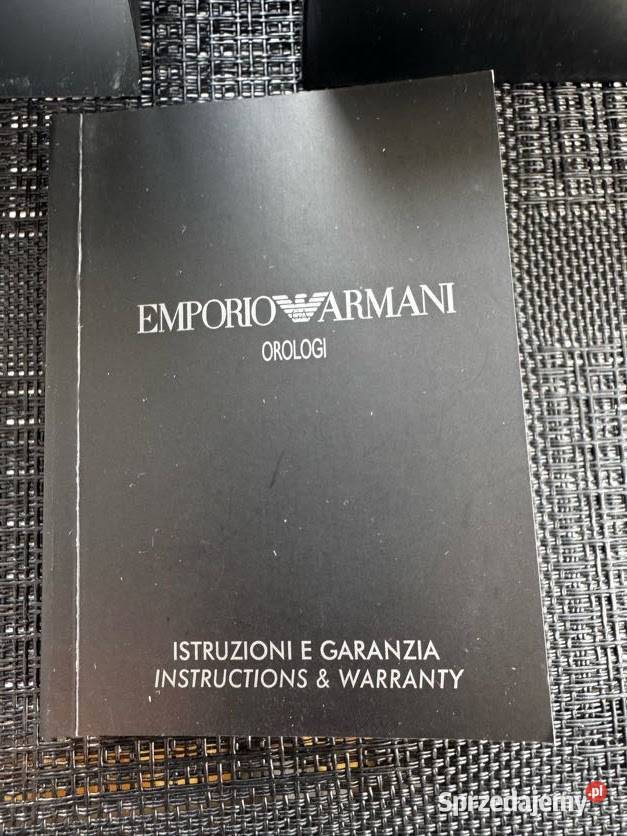 EMPORIO ARMANI
OROLOGI
ISTRUZIONI E GARANZIA
INSTRUCTIONS & WARRANTY
Sprzedajemy.pl